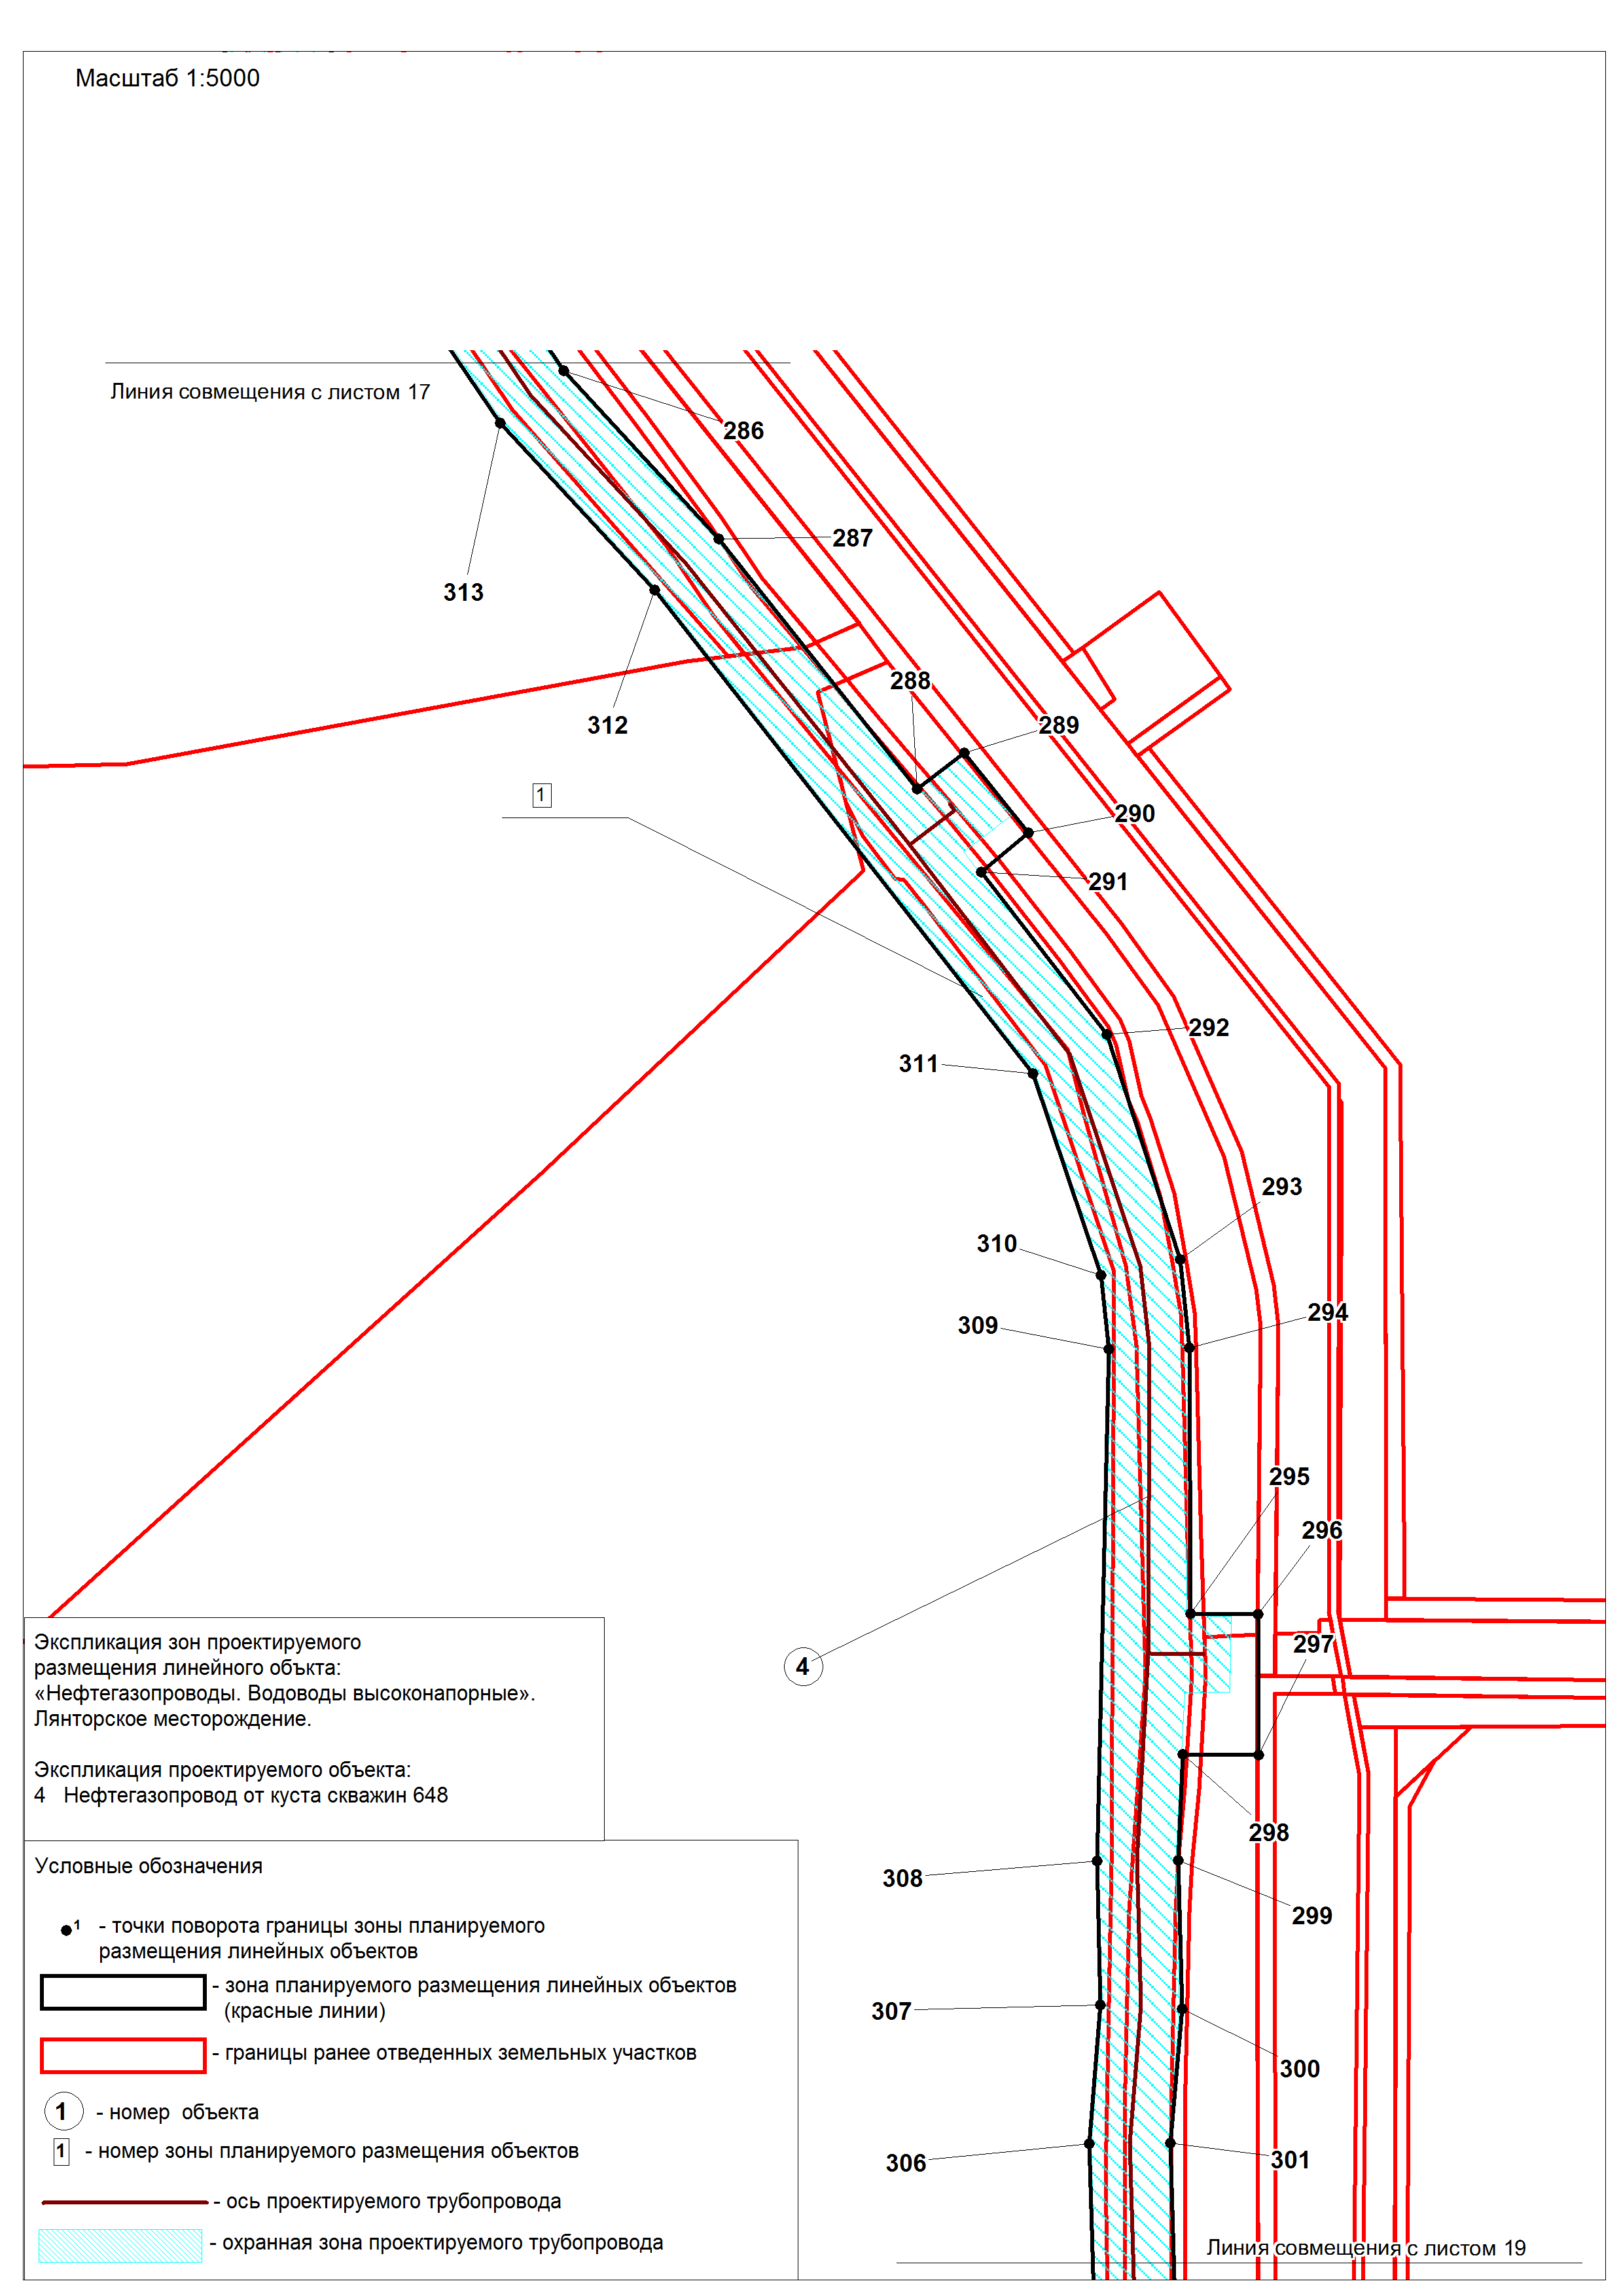 Масштаб 1:5000
Линия совмещения с листом 17
286
287
313
288
312
289
1
290
291
292
311
293
310
294
309
295
296
297
4
298
308
299
307
300
306
301
Линия совмещения с листом 19
Экспликация зон проектируемого
размещения линейного объкта:
«Нефтегазопроводы. Водоводы высоконапорные».
Лянторское месторождение.
Экспликация проектируемого объекта:
4 Нефтегазопровод от куста скважин 648
Условные обозначения
1 - точки поворота границы зоны планируемого
размещения линейных объектов
- зона планируемого размещения линейных объектов
(красные линии)
- границы ранее отведенных земельных участков
1 - номер объекта
1 - номер зоны планируемого размещения объектов
- ось проектируемого трубопровода
- охранная зона проектируемого трубопровода